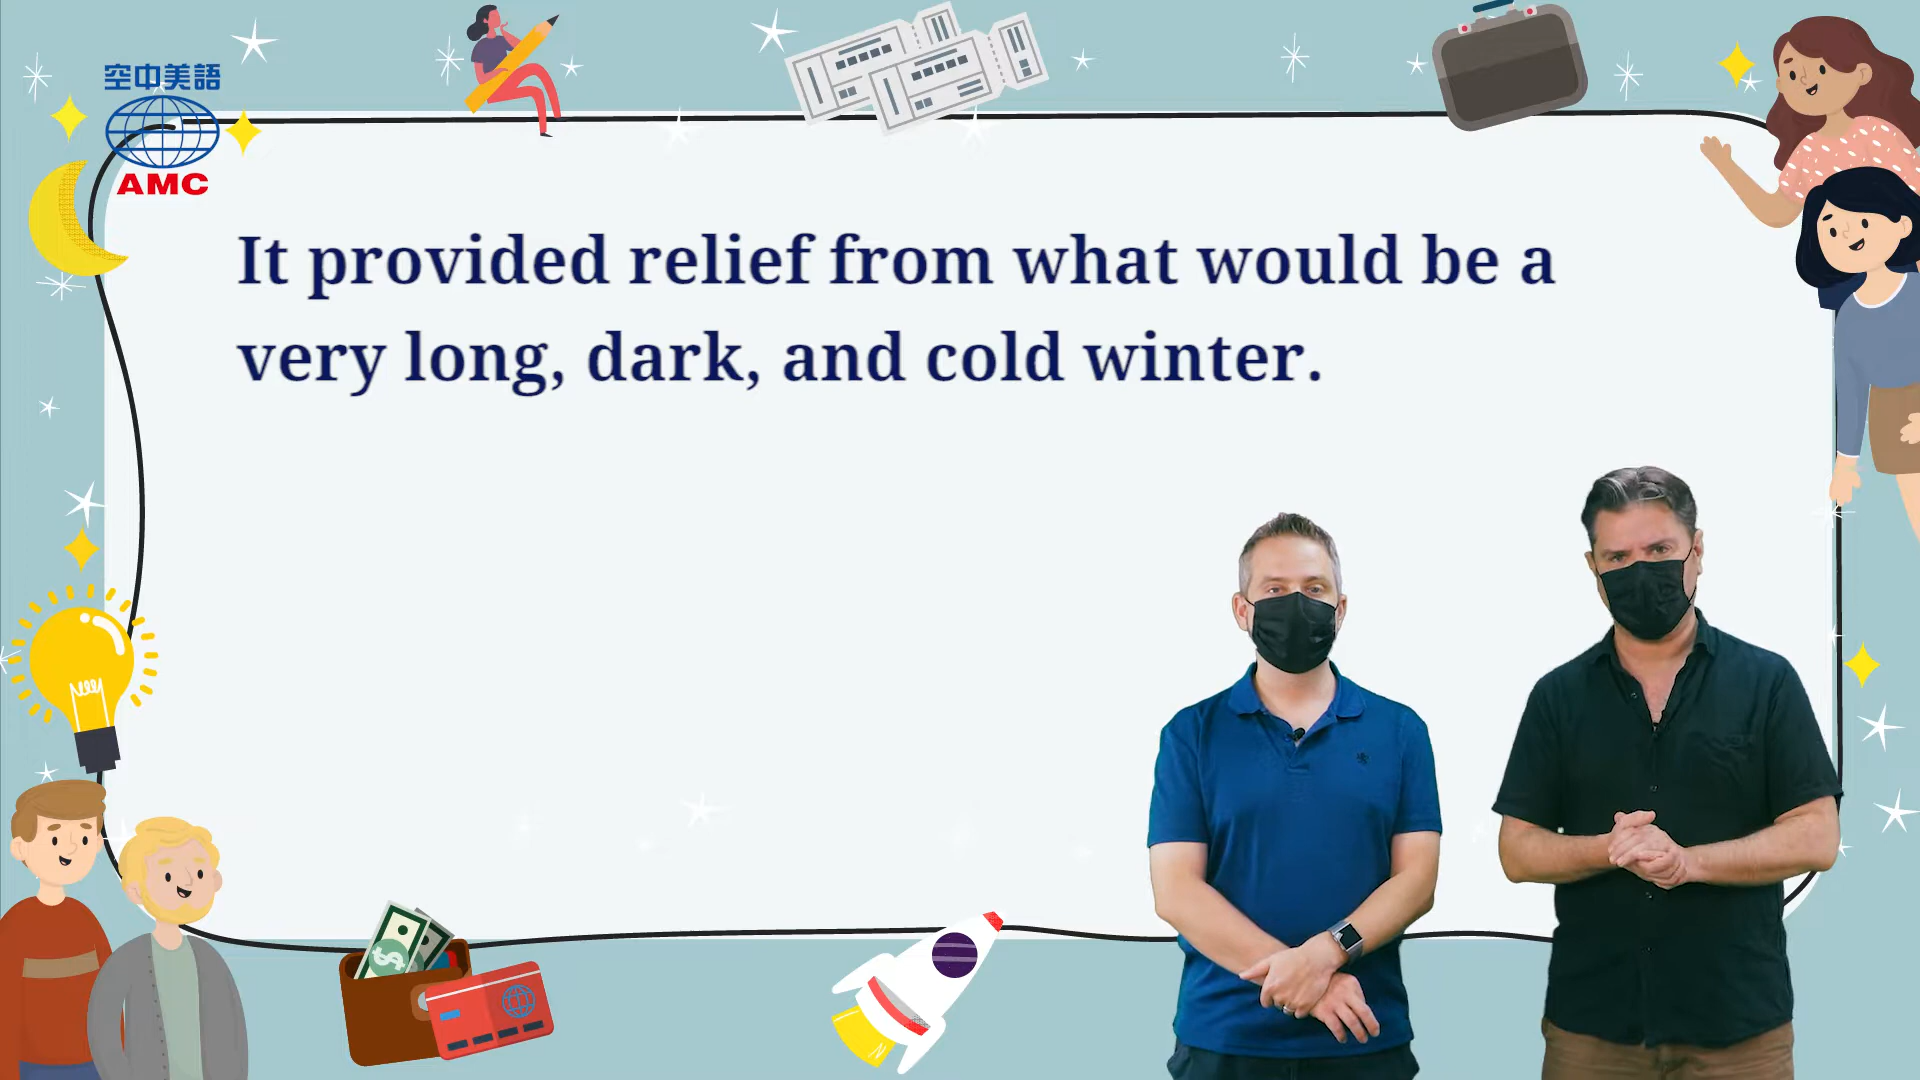 空中美語
AMC
It provided relief from what would be a
very long, dark, and cold winter.